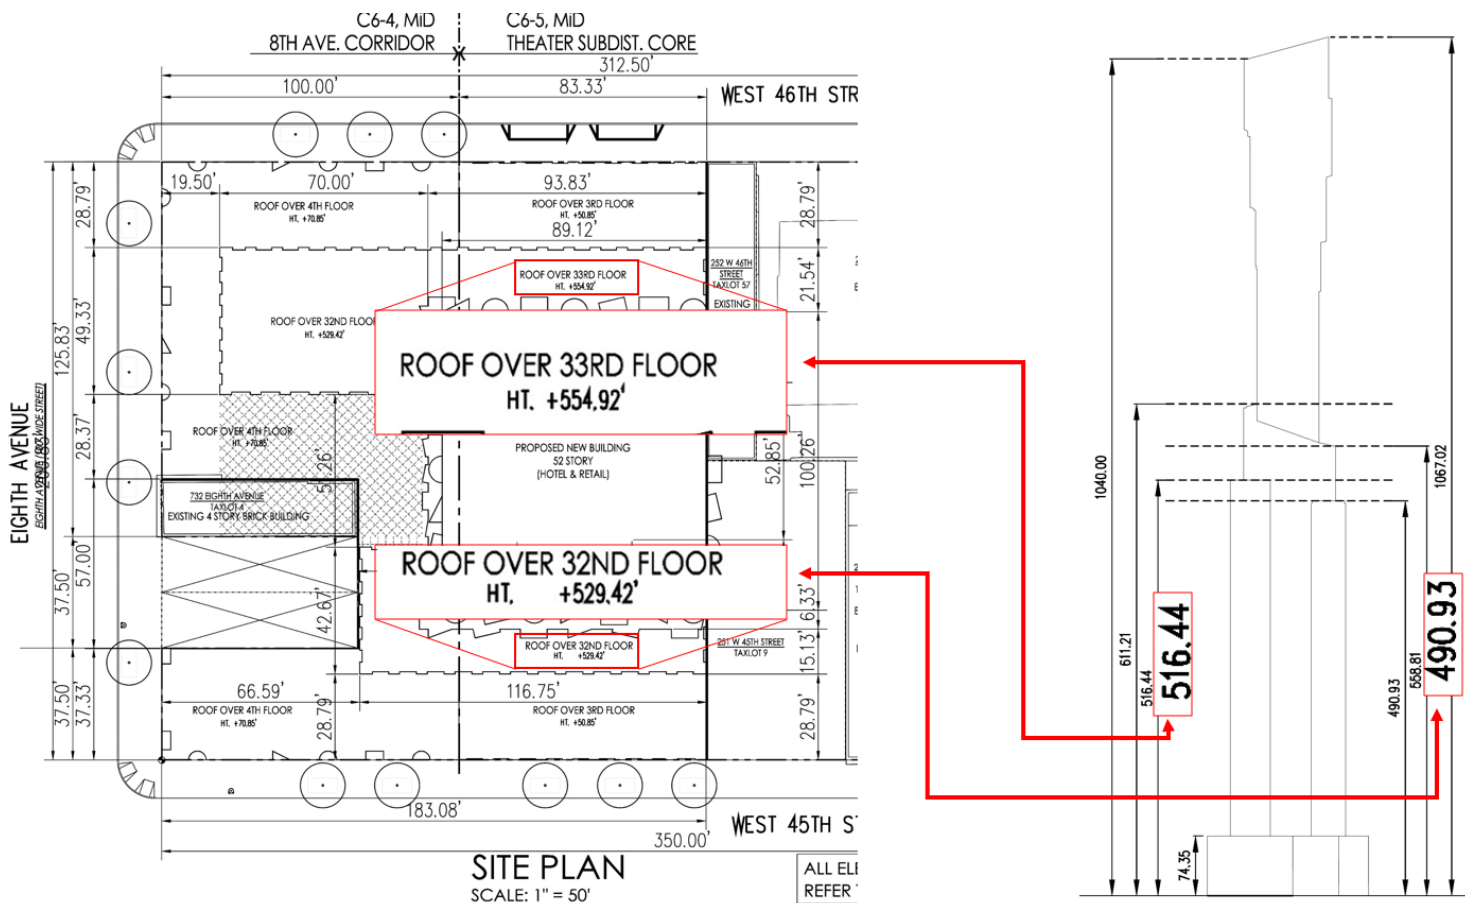 C6-4, MiD
8TH AVE. CORRIDOR
C6-5, MiD
THEATER SUBDIST. CORE
312.50'
100.00'
83.33'
WEST 46TH STR
19.50'
70.00'
93.83'
28.79'
ROOF OVER 4TH FLOOR
HT. +70.85'
ROOF OVER 3RD FLOOR
HT. +50.85'
28.79'
89.12'
252 W 46TH
STREET
TAXLOT 57
EXISTING
ROOF OVER 33RD FLOOR
HT. +554.92'
21.54'
49.33'
125.83'
ROOF OVER 32ND FLOOR
HT. +529.42'
ROOF OVER 33RD FLOOR
HT. +554.92'
EIGHTH AVENUE
28.37'
ROOF OVER 4TH FLOOR
HT. +70.85'
PROPOSED NEW BUILDING
52 STORY
(HOTEL & RETAIL)
52.85'
100.26'
732 EIGHTH AVENUE
TAXLOT 4
EXISTING 4 STORY BRICK BUILDING
57.00'
37.50'
ROOF OVER 32ND FLOOR
HT. +529.42'
42.67'
6.33'
ROOF OVER 32ND FLOOR
HT. +529.42'
251 W 45TH STREET
TAXLOT 9
15.13'
37.50'
37.33'
66.59'
116.75'
ROOF OVER 4TH FLOOR
HT. +70.85'
28.79'
ROOF OVER 3RD FLOOR
HT. +50.85'
28.79'
183.08'
WEST 45TH S
350.00'
SITE PLAN
SCALE: 1" = 50'
ALL ELE
REFER
1040.00
611.21
516.44
516.44
74.35
490.93
558.81
490.93
1067.02